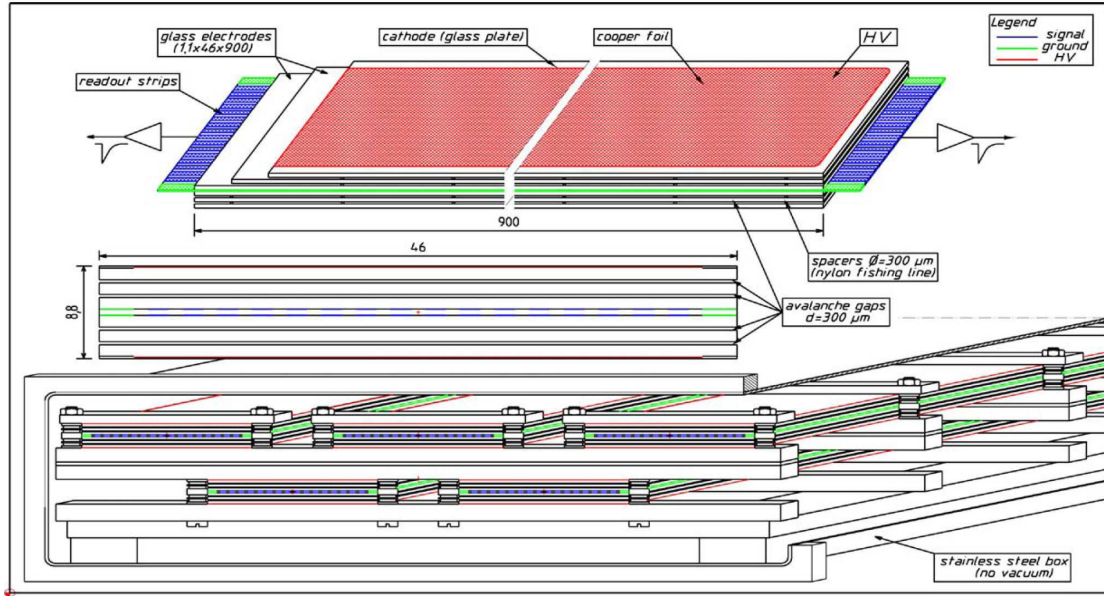 Legend
signal
ground
HV
glass electrodes
(1,1x46x900)
cathode (glass plate)
cooper foil
HV
readout strips
900
spacers Ø=300 µm
(nylon fishing line)
46
8,8
avalanche gaps
d=300 µm
stainless steel box
(no vacuum)